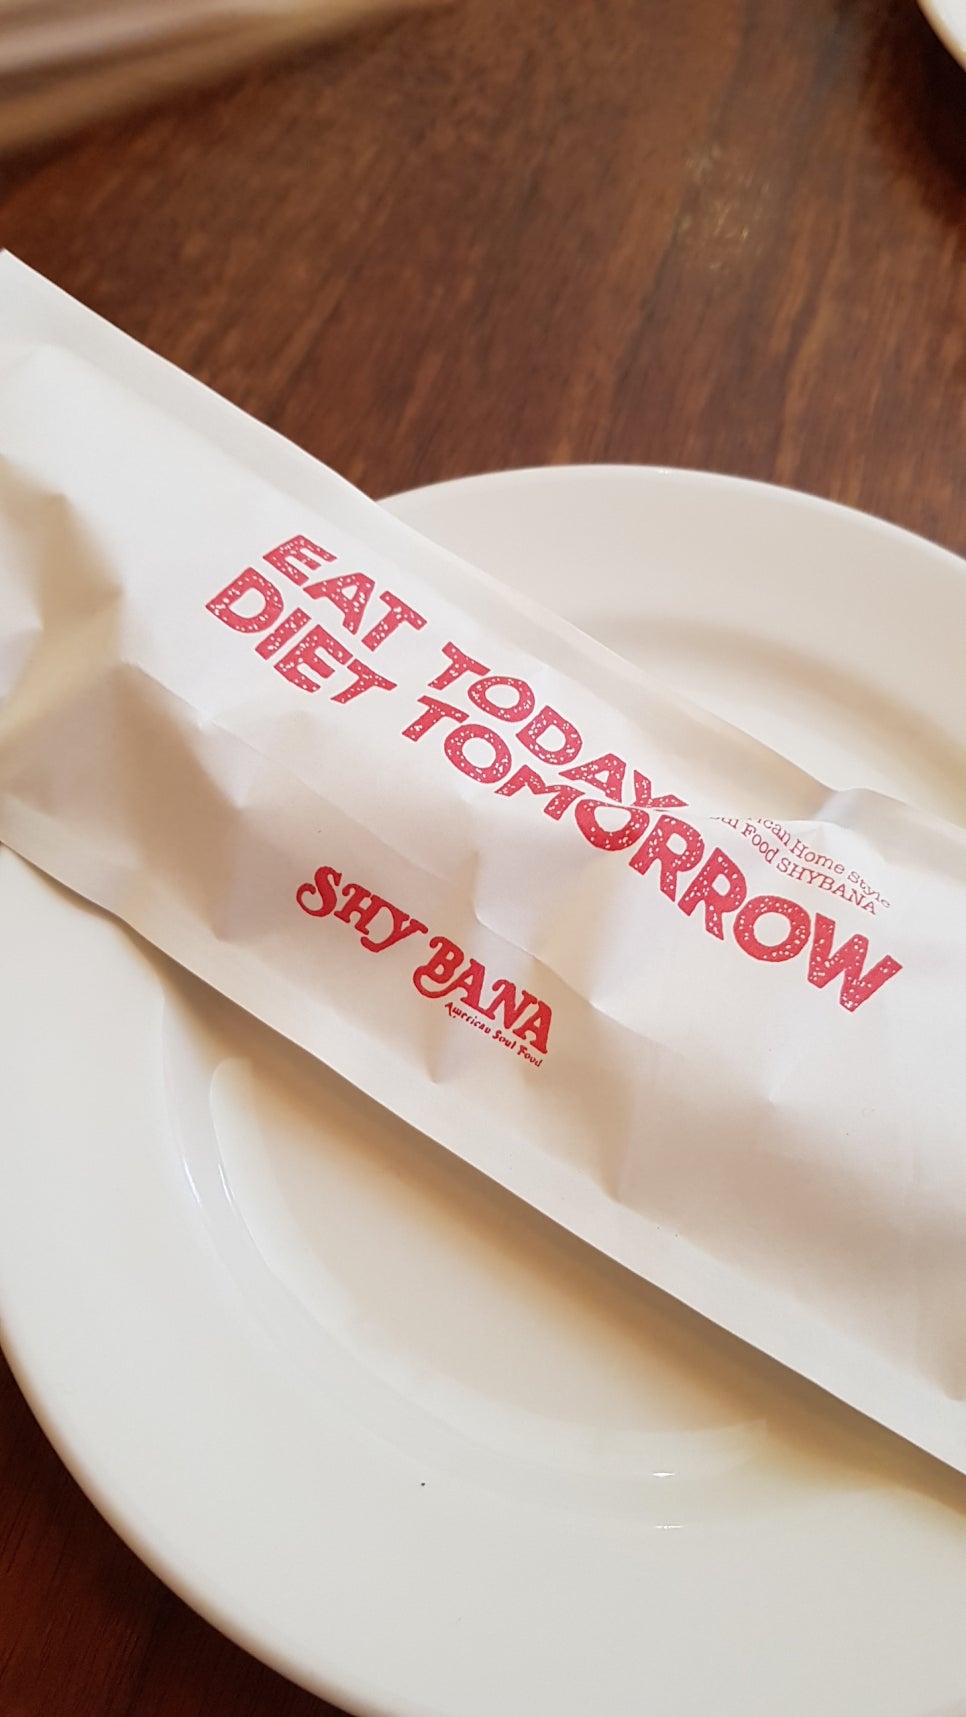 EAT TODAY
DIET TOMORROW
Home Style
Food SHYBANA
SHY BANA
American Soul Food